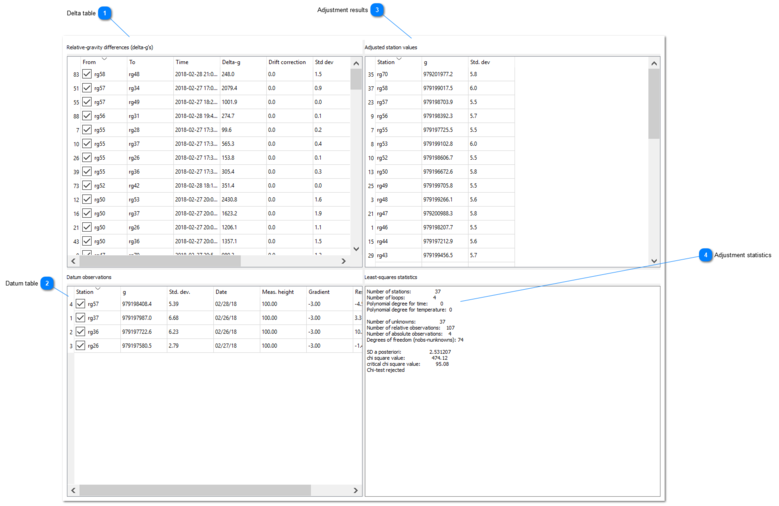 Delta table 1
Adjustment results 3
Relative-gravity differences (delta-g's)
From To Time Delta-g Drift correction Std dev
83 rg58 rg48 2018-02-28 21:0... 248.0 0.0 1.5
51 rg57 rg34 2018-02-27 17:0... 2079.4 0.0 0.9
55 rg57 rg49 2018-02-27 18:2... 1001.9 0.0 0.0
88 rg56 rg31 2018-02-28 19:4... 274.7 0.0 0.1
7 rg55 rg28 2018-02-27 17:3... 99.6 0.0 0.2
10 rg55 rg37 2018-02-27 17:3... 565.3 0.0 0.4
26 rg55 rg26 2018-02-27 17:3... 153.8 0.0 0.1
39 rg55 rg36 2018-02-27 17:3... 305.4 0.0 0.3
73 rg52 rg42 2018-02-28 18:1... 351.4 0.0 0.0
12 rg50 rg53 2018-02-27 20:0... 2430.8 0.0 1.6
16 rg50 rg37 2018-02-27 20:0... 1623.2 0.0 1.9
21 rg50 rg26 2018-02-27 20:0... 1206.1 0.0 1.1
43 rg50 rg36 2018-02-27 20:0... 1357.1 0.0 1.5
Adjusted station values
Station g Std. dev
35 rg70 979201977.2 5.8
37 rg58 979199017.5 6.0
23 rg57 979198703.9 5.5
9 rg56 979198392.3 5.7
7 rg55 979197725.5 5.5
8 rg53 979199102.8 6.0
10 rg52 979198606.7 5.5
13 rg50 979196672.6 5.8
25 rg49 979199705.8 5.5
3 rg48 979199266.1 5.6
21 rg47 979200988.3 5.8
1 rg46 979198207.7 5.5
15 rg44 979197212.9 5.6
29 rg43 979199456.5 5.7
4 Adjustment statistics
Datum table 2
Datum observations
Station g Std. dev. Date Meas. height Gradient Res
4 rg57 979198408.4 5.39 02/28/18 100.00 -3.00 -4.5
1 rg37 979197987.0 6.68 02/28/18 100.00 -3.00 3.3
2 rg36 979197722.6 6.23 02/28/18 100.00 -3.00 10.
3 rg26 979197580.5 2.79 02/27/18 100.00 -3.00 -1.4
Least-squares statistics
Number of stations: 37
Number of loops: 4
Polynomial degree for time: 0
Polynomial degree for temperature: 0
Number of unknowns: 37
Number of relative observations: 107
Number of absolute observations: 4
Degrees of freedom (nobs-nunknowns): 74
SD a posteriori: 2.531207
chi square value: 474.12
critical chi square value: 95.08
Chi-test rejected